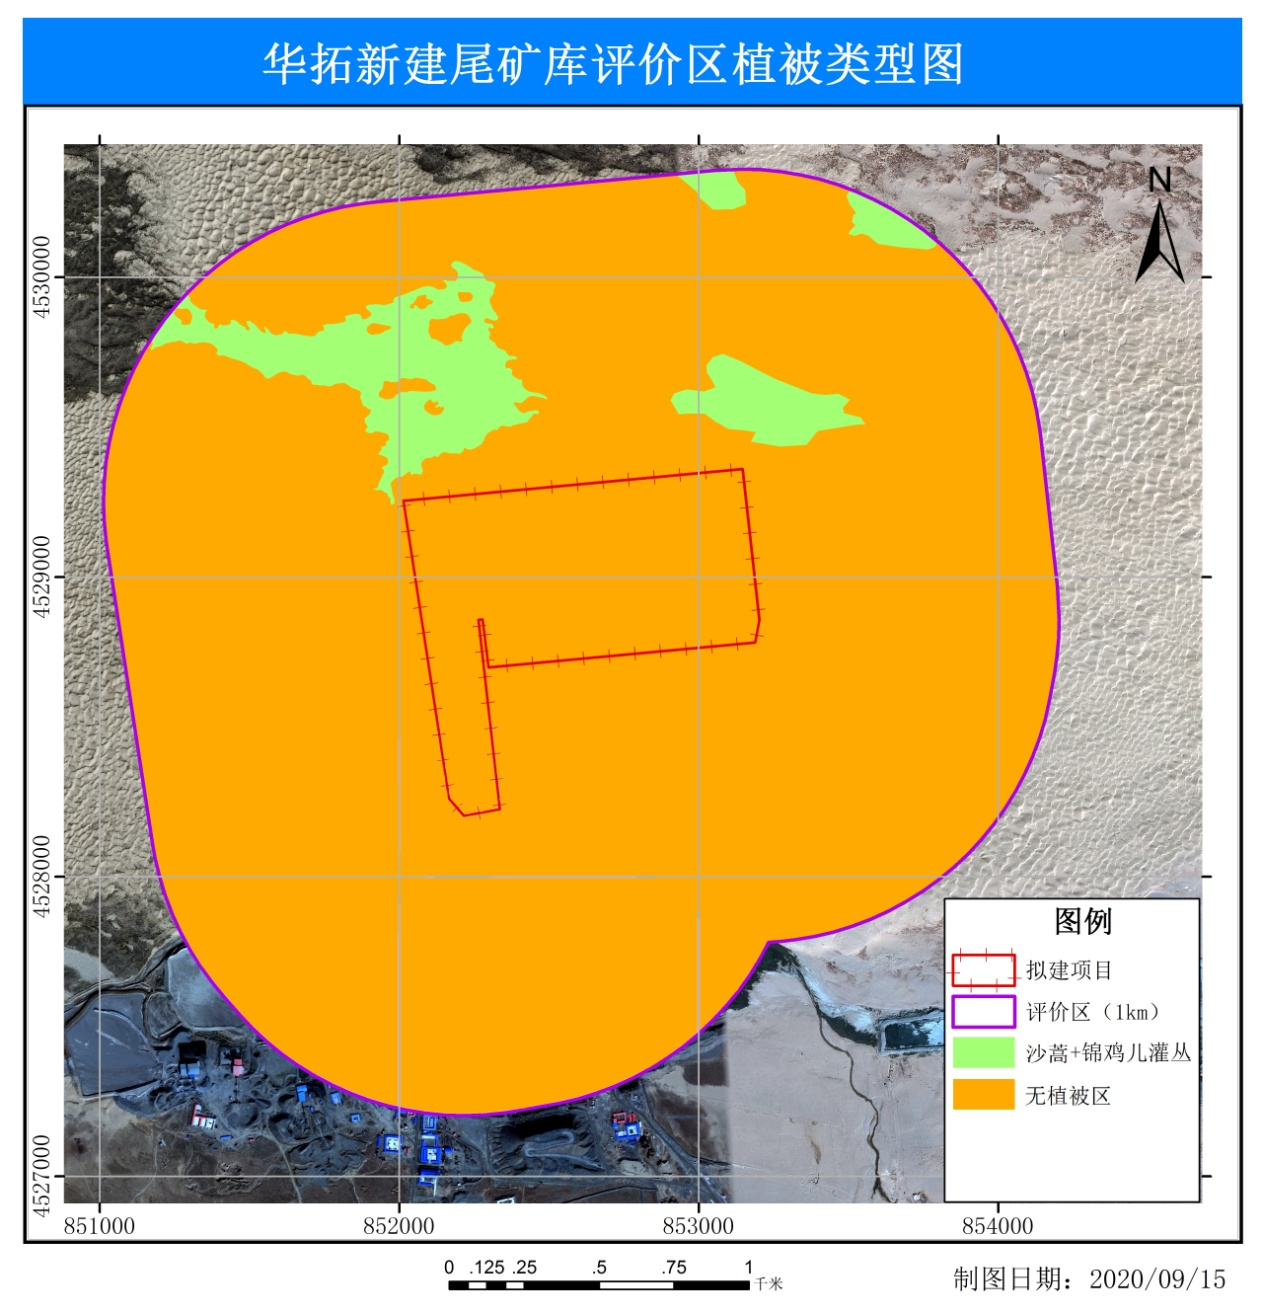 华拓新建尾矿库评价区植被类型图
N
4530000
4529000
4528000
4527000
图例
拟建项目
评价区（1km）
沙蒿+锦鸡儿灌丛
无植被区
851000
852000
853000
854000
0 .125 .25 .5 .75 1
千米
制图日期：2020/09/15